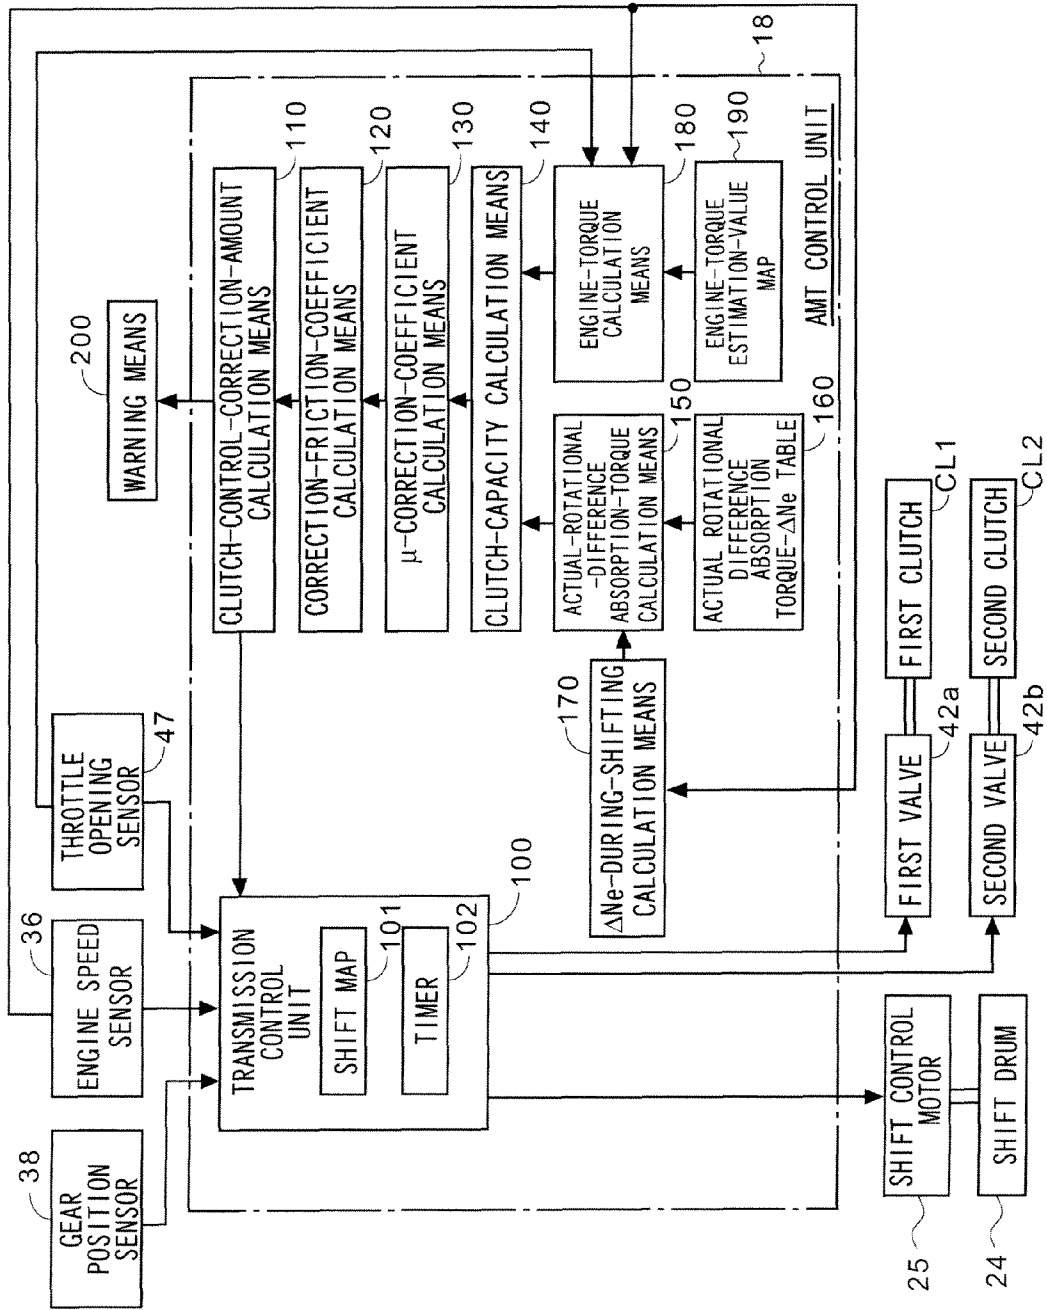 38
GEAR
POSITION
SENSOR
36
ENGINE SPEED
SENSOR
THROTTLE
OPENING
SENSOR
47
200
WARNING MEANS
TRANSMISSION
CONTROL
UNIT
SHIFT MAP
101
TIMER
102
100
CLUTCH-CONTROL-CORRECTION-AMOUNT
CALCULATION MEANS
110
CORRECTION-FRICTION-COEFFICIENT
CALCULATION MEANS
120
μ-CORRECTION-COEFFICIENT
CALCULATION MEANS
130
CLUTCH-CAPACITY CALCULATION MEANS
140
170
ΔNe-DURING-SHIFTING
CALCULATION MEANS
ACTUAL-ROTATIONAL
-DIFFERENCE
ABSORPTION-TORQUE
CALCULATION MEANS
150
ENGINE-TORQUE
CALCULATION
MEANS
180
ACTUAL ROTATIONAL
DIFFERENCE
ABSORPTION
TORQUE-ΔNe TABLE
160
ENGINE-TORQUE
ESTIMATION-VALUE
MAP
190
AMT CONTROL UNIT
18
25
SHIFT CONTROL
MOTOR
24
SHIFT DRUM
FIRST VALVE
42a
FIRST CLUTCH
CL1
SECOND VALVE
42b
SECOND CLUTCH
CL2